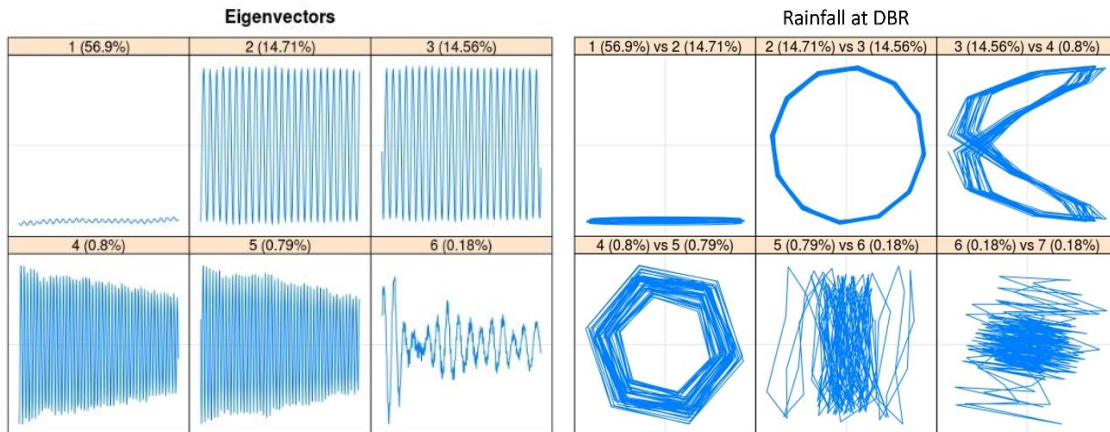 Eigenvectors
1 (56.9%) 2 (14.71%) 3 (14.56%)
4 (0.8%) 5 (0.79%) 6 (0.18%)
Rainfall at DBR
1 (56.9%) vs 2 (14.71%) 2 (14.71%) vs 3 (14.56%) 3 (14.56%) vs 4 (0.8%)
4 (0.8%) vs 5 (0.79%) 5 (0.79%) vs 6 (0.18%) 6 (0.18%) vs 7 (0.18%)